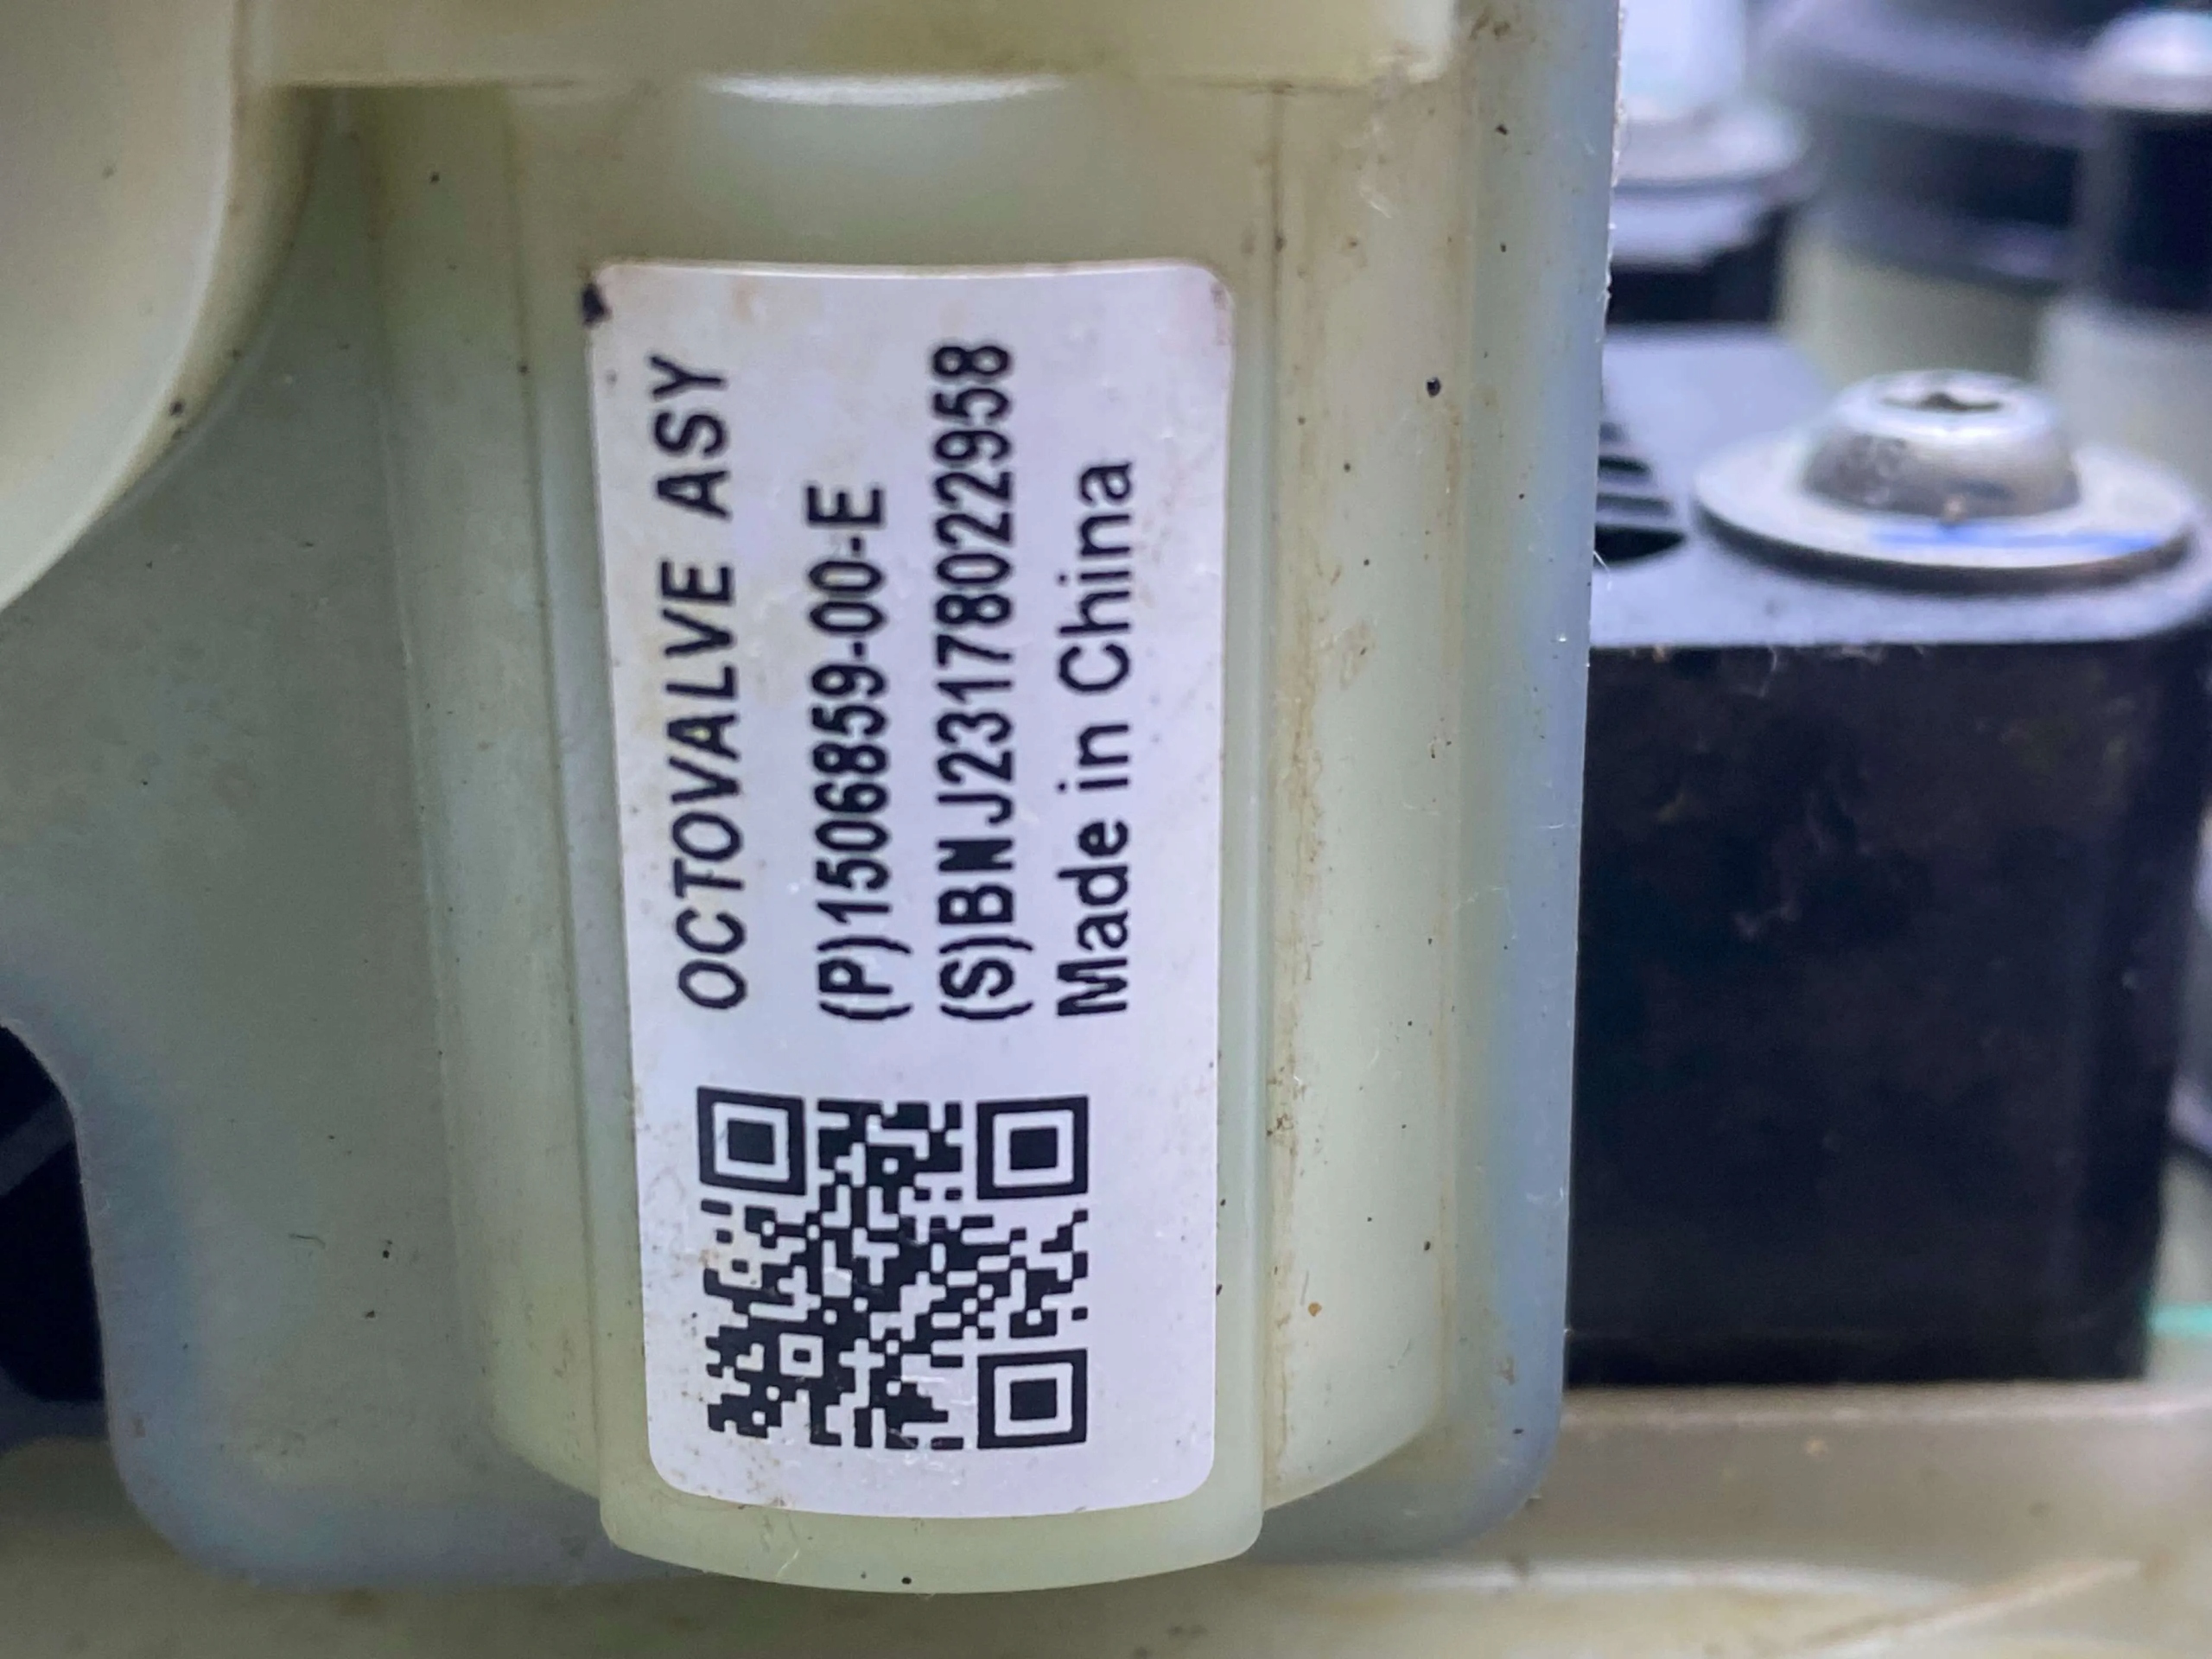 OCTOVALVE ASY
(P)1506859-00-E
(S)BNJ23178022958
Made in China